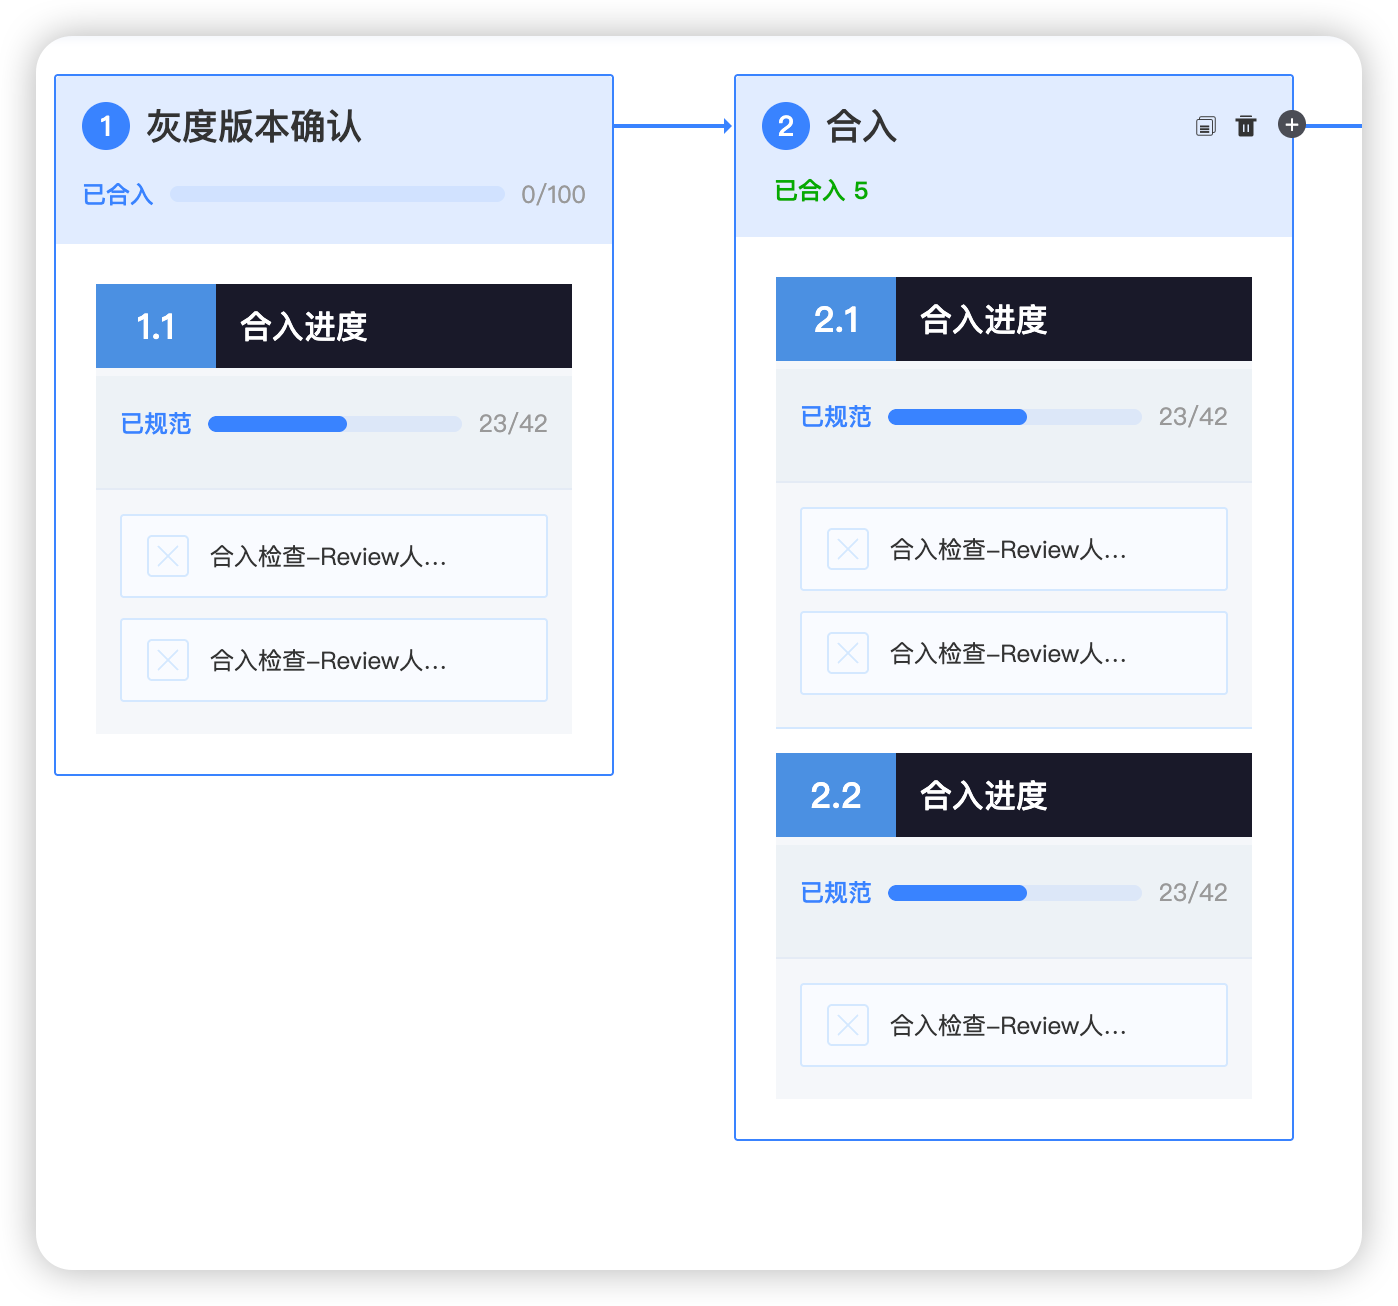 1 灰度版本确认
已合入 0/100
1.1 合入进度
已规范 23/42
合入检查-Review人...
合入检查-Review人...
2 合入
已合入 5
2.1 合入进度
已规范 23/42
合入检查-Review人...
合入检查-Review人...
2.2 合入进度
已规范 23/42
合入检查-Review人...